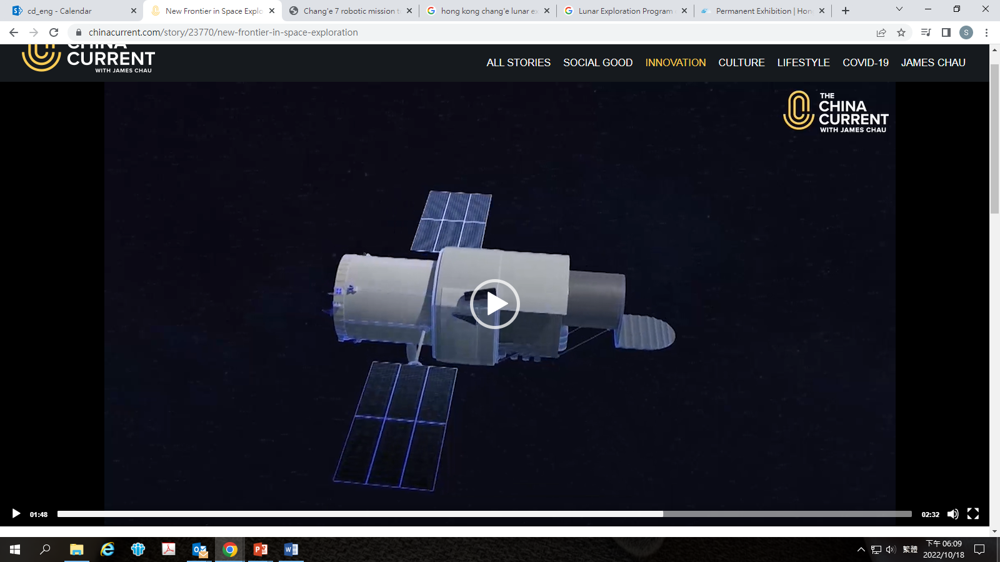 cd_eng - Calendar
New Frontier in Space Explo
Chang'e 7 robotic mission t
hong kong chang'e lunar ex
Lunar Exploration Program
Permanent Exhibition | Hon
chinacurrent.com/story/23770/new-frontier-in-space-exploration
S
CHINA
CURRENT
WITH JAMES CHAU
ALL STORIES SOCIAL GOOD INNOVATION CULTURE LIFESTYLE COVID-19 JAMES CHAU
THE
CHINA
CURRENT
WITH JAMES CHAU
01:48
02:32
繁體
下午 06:09
2022/10/18